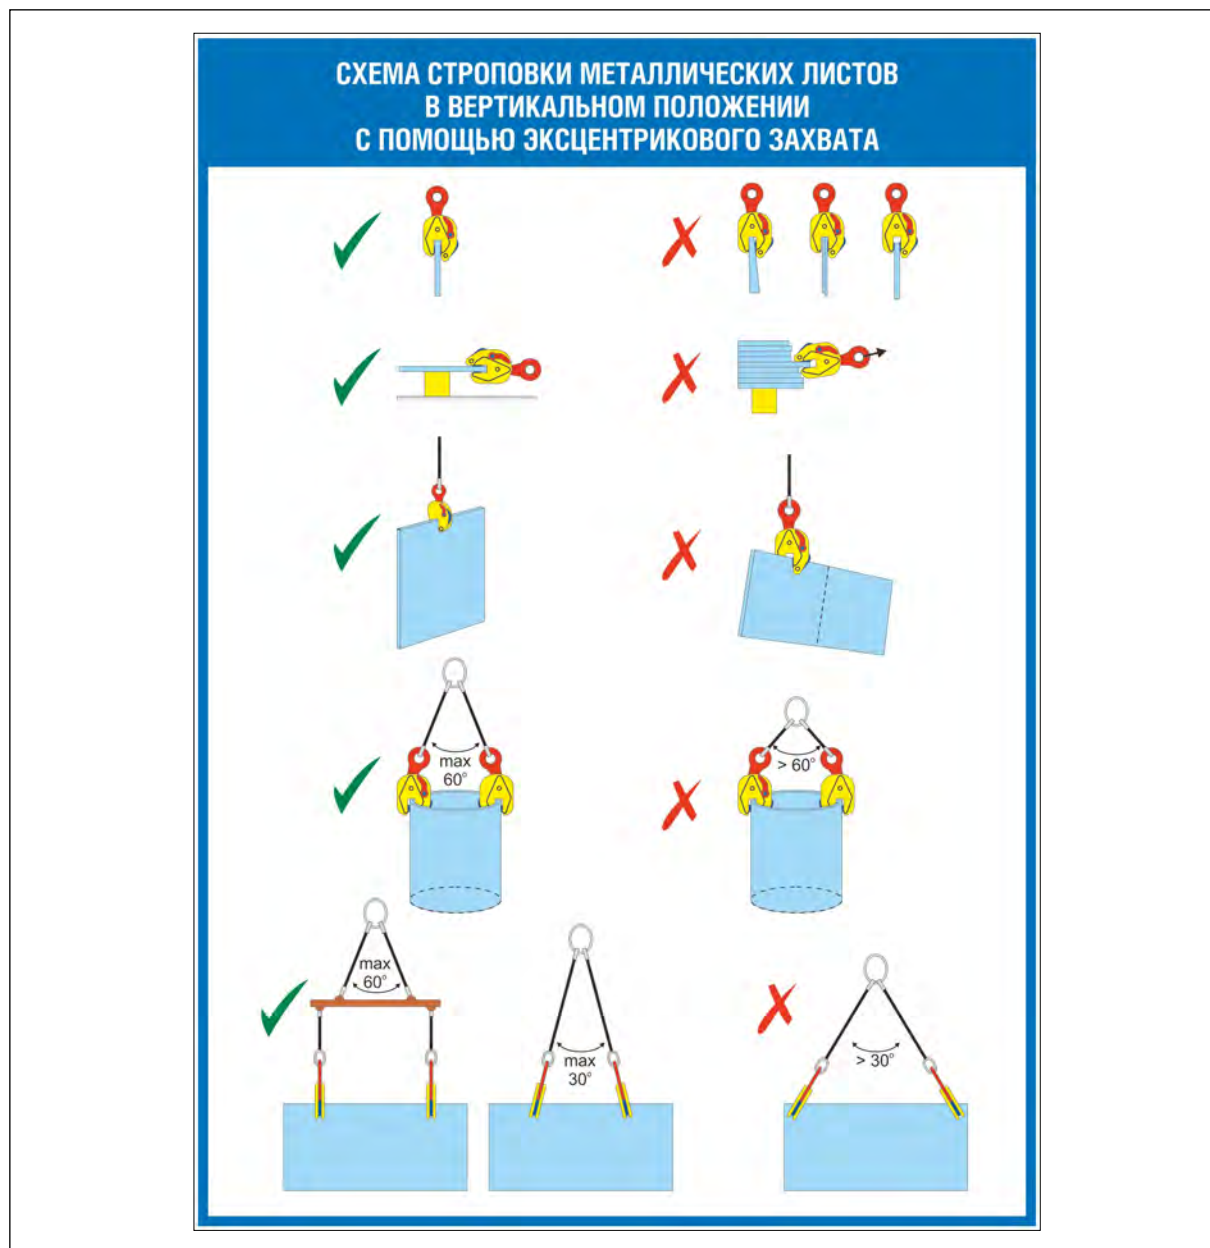 СХЕМА СТРОПОВКИ МЕТАЛЛИЧЕСКИХ ЛИСТОВ
В ВЕРТИКАЛЬНОМ ПОЛОЖЕНИИ
С ПОМОЩЬЮ ЭКСЦЕНТРИКОВОГО ЗАХВАТА
max
60°
> 60°
max
60°
max
30°
> 30°